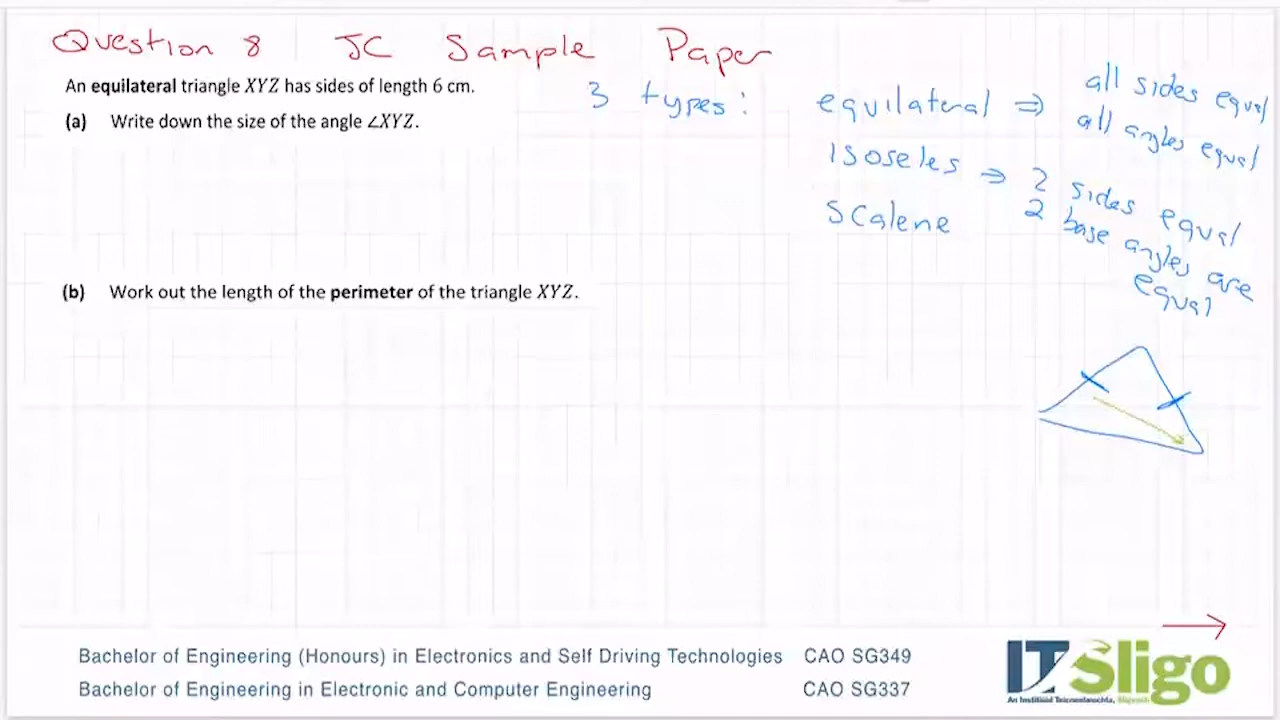 Question 8 JC Sample Paper
An equilateral triangle XYZ has sides of length 6 cm.
(a) Write down the size of the angle ∠XYZ.
3 types:
equilateral ⇒ all sides equal
all angles equal
Isoseles ⇒ 2 sides equal
2 base angles are
equal
Scalene
(b) Work out the length of the perimeter of the triangle XYZ.
Bachelor of Engineering (Honours) in Electronics and Self Driving Technologies CAO SG349
Bachelor of Engineering in Electronic and Computer Engineering CAO SG337
IT Sligo
An Institiúid Teicneolaíochta, Sligeach